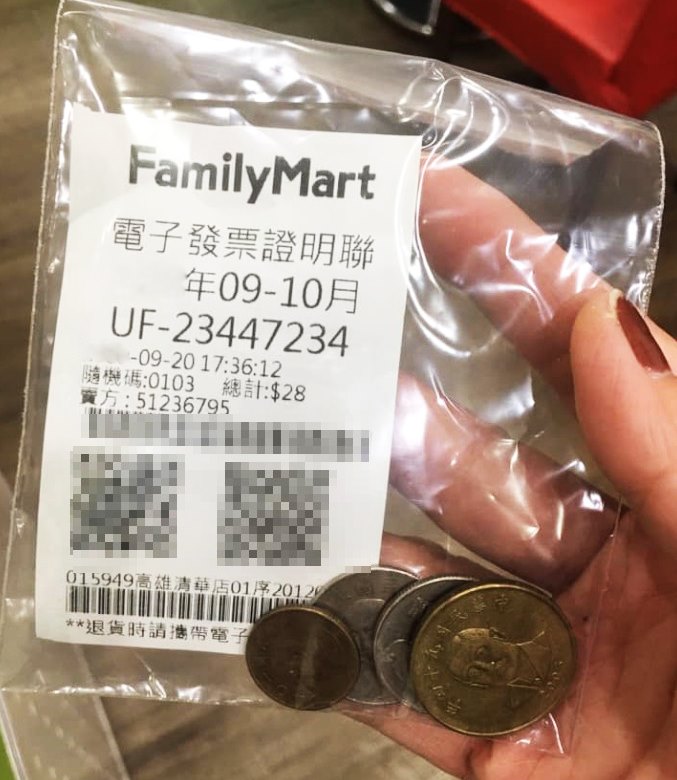 FamilyMart
電子發票證明聯
年09-10月
UF-23447234
-09-20 17:36:12
隨機碼:0103 總計:$28
賣方:51236795
015949高雄清華店01序2012
**退貨時請攜帶電子